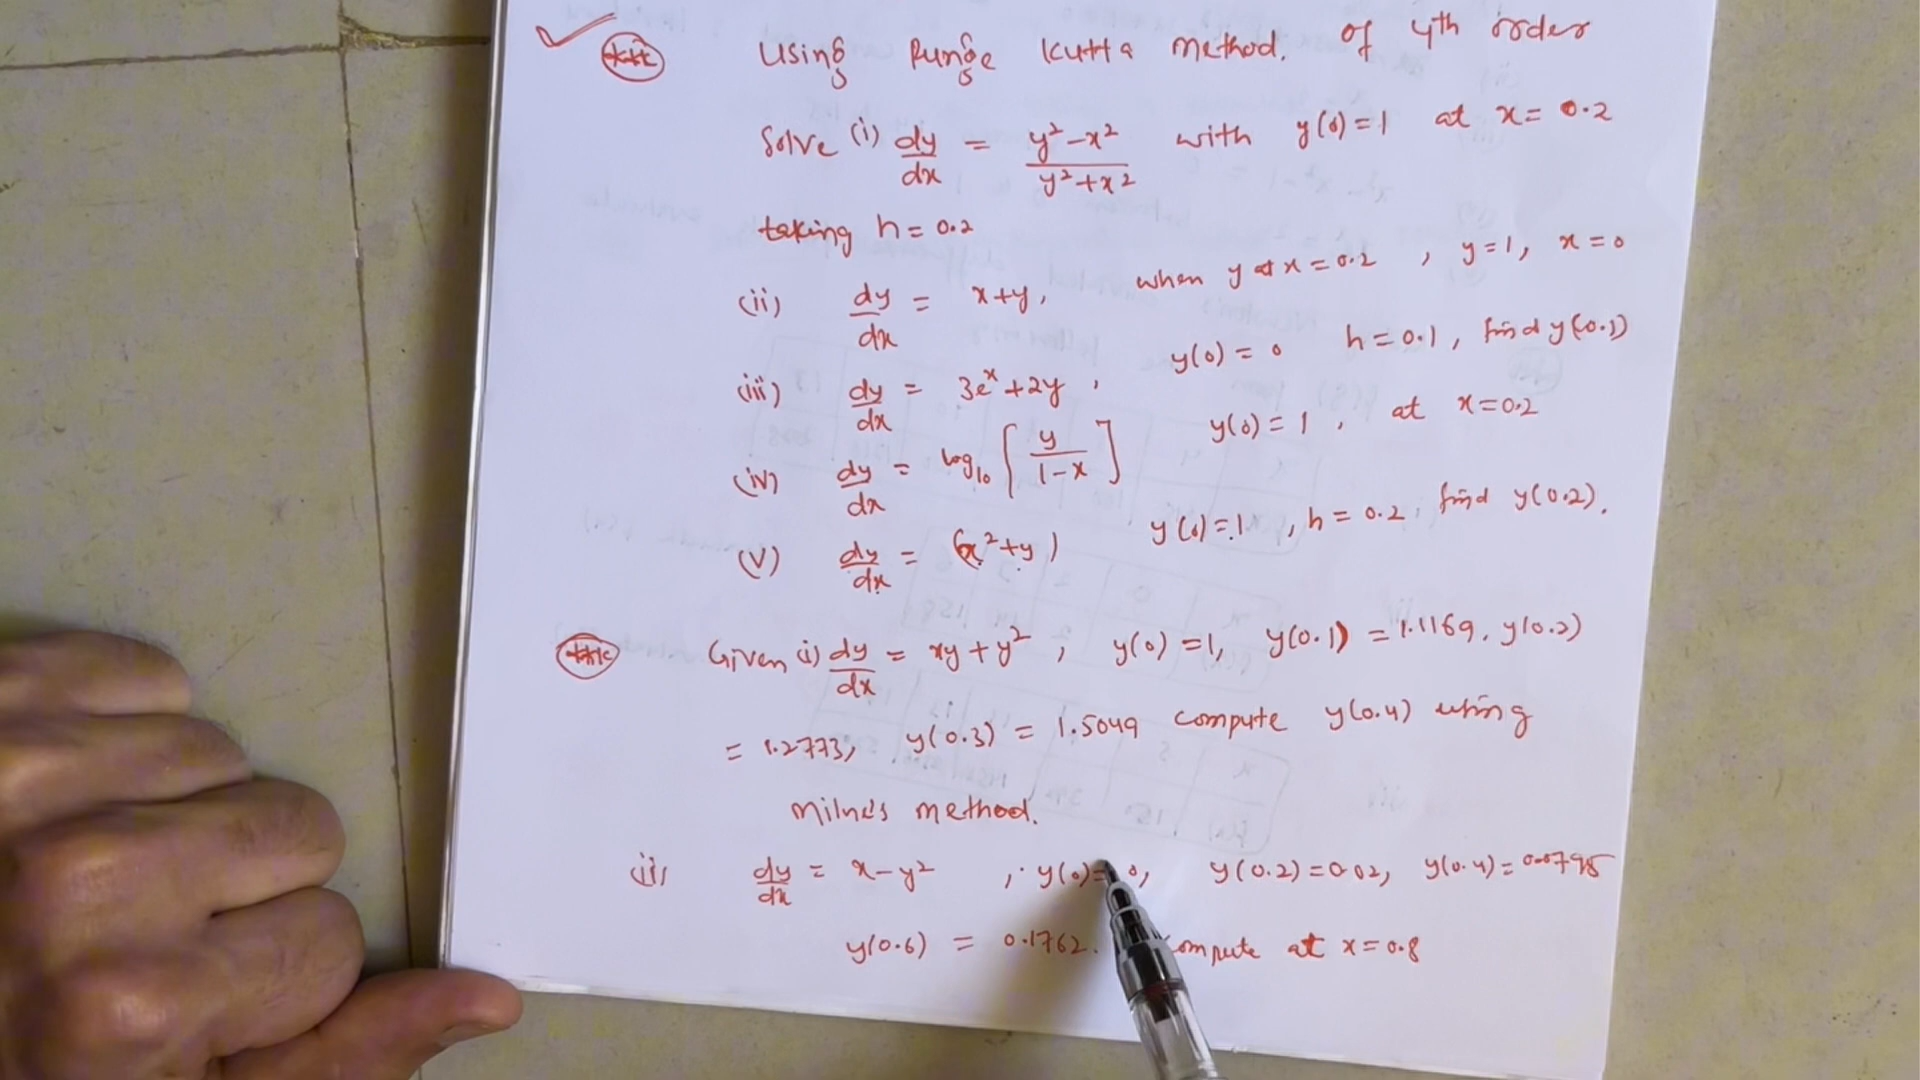 Using Runge Kutta Method. of 4th order
Solve (i) dy/dx = y²-x²/y²+x² with y(0)=1 at x= 0.2
taking h= 0.2
(ii) dy/dx = x+y, when y at x=0.2 , y=1, x=0
(iii) dy/dx = 3eˣ+2y , y(0) = 0 h=0.1, find y(0.1)
(iv) dy/dx = log₁₀ [y/1-x] y(0)=1 , at x=0.2
(v) dy/dx = (x²+y) y(0)=1. , h= 0.2, find y(0.2).
Given (i) dy/dx = xy+y² ; y(0)=1, y(0.1) =1.1169, y(0.2)
= 1.2773, y(0.3) = 1.5049 compute y(0.4) using
Milne's method.
(ii) dy/dx = x-y² , y(0)= 0, y(0.2)=0.02, y(0.4)= 0.0795
y(0.6) = 0.1762. at x=0.8